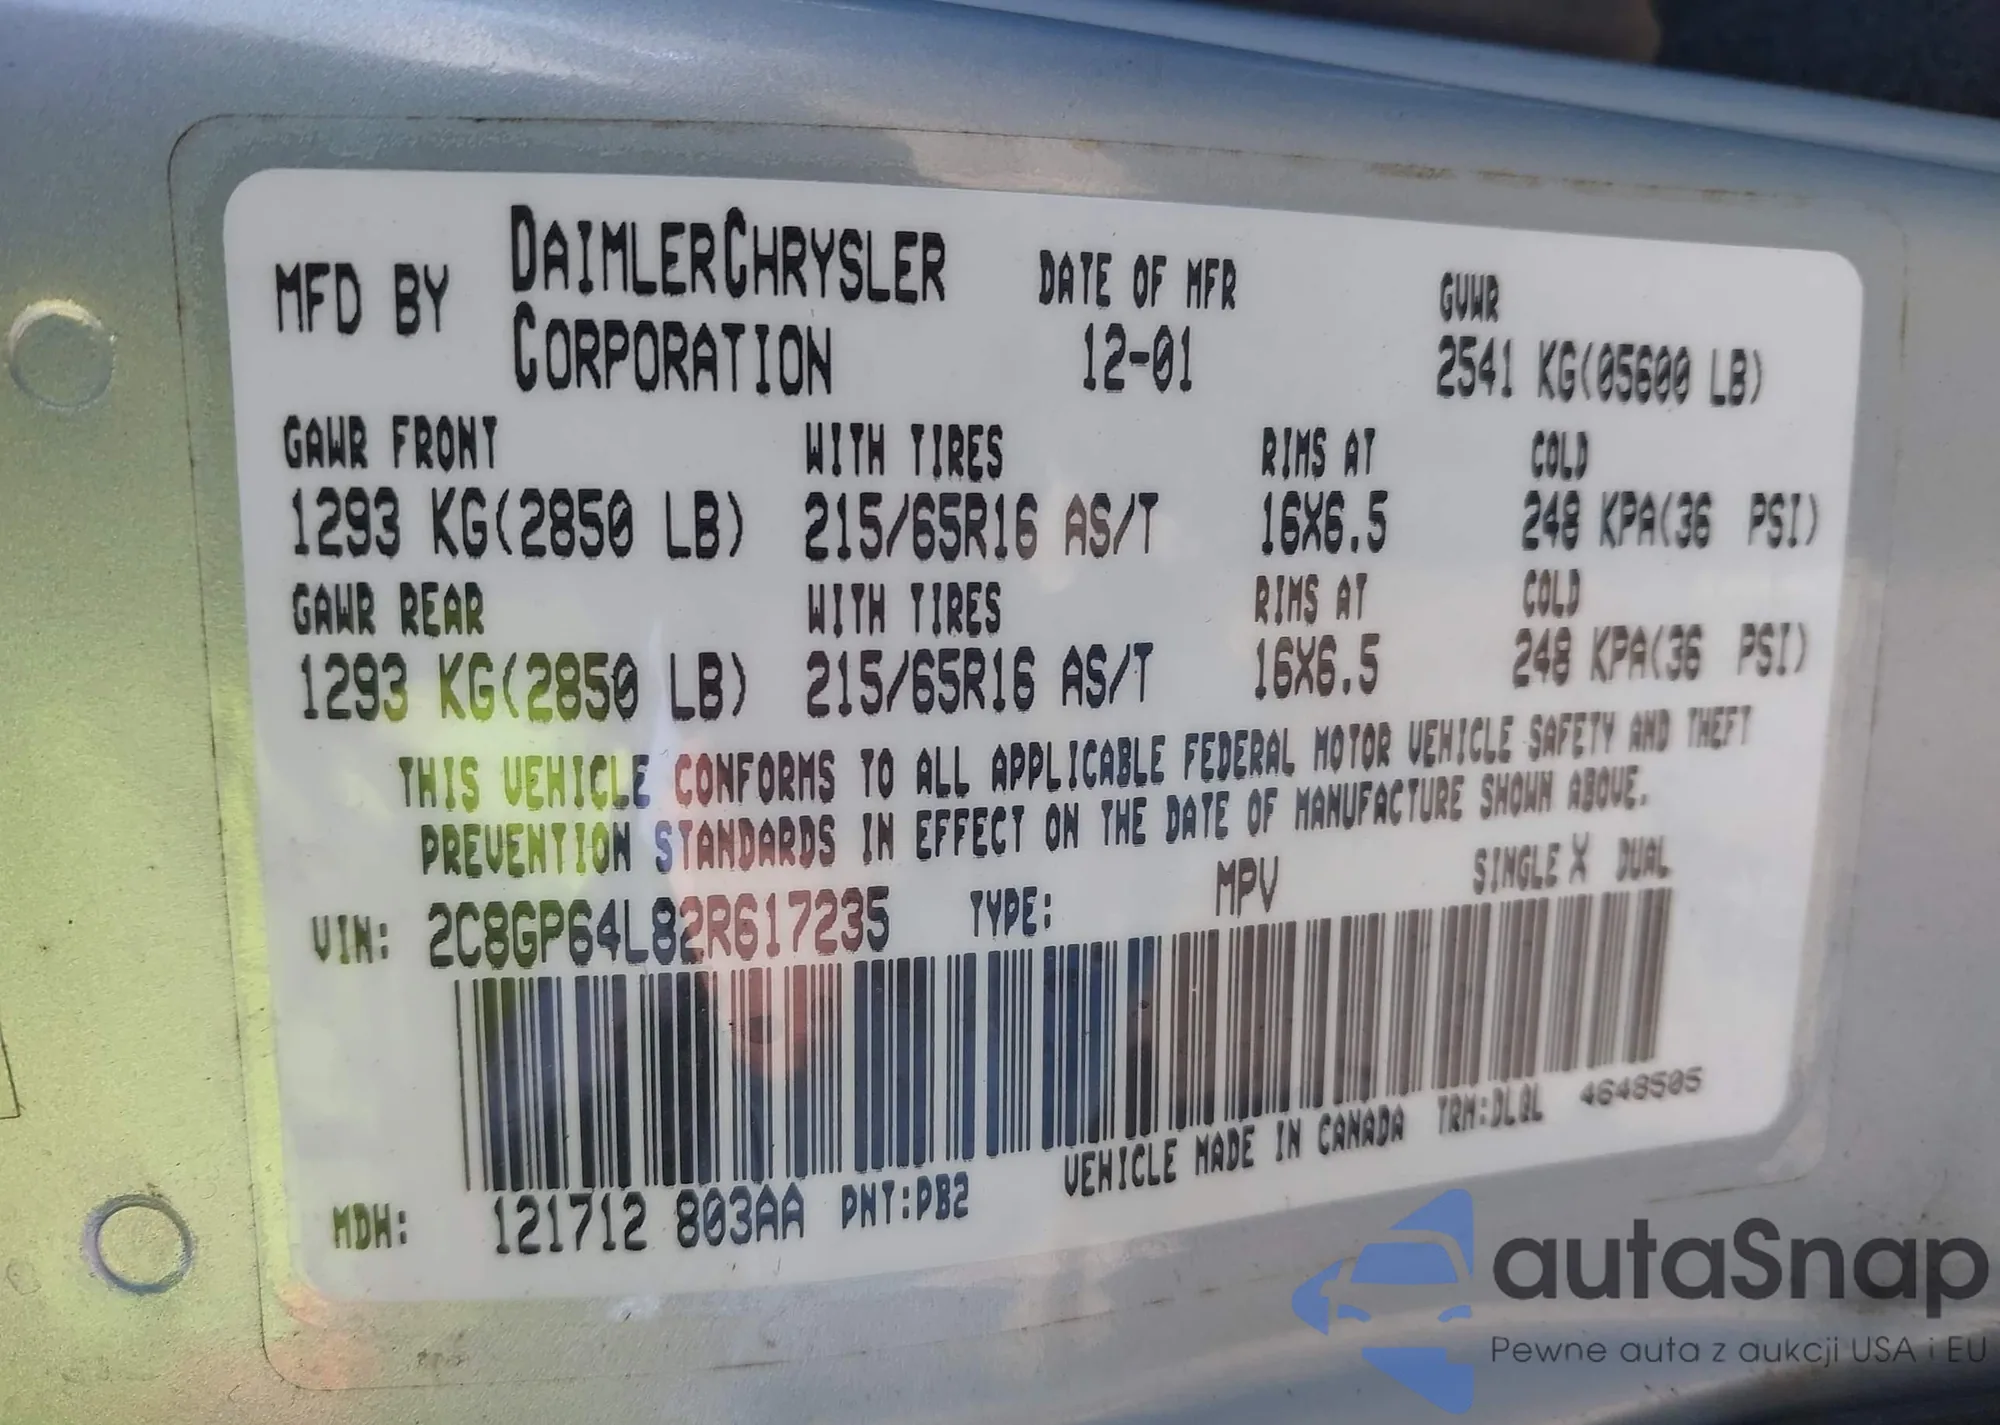 MFD BY DAIMLERCHRYSLER CORPORATION
DATE OF MFR
12-01
GVWR
2541 KG(05600 LB)
GAWR FRONT WITH TIRES RIMS AT COLD
1293 KG(2850 LB) 215/65R16 AS/T 16X6.5 248 KPA(36 PSI)
GAWR REAR WITH TIRES RIMS AT COLD
1293 KG(2850 LB) 215/65R16 AS/T 16X6.5 248 KPA(36 PSI)
THIS VEHICLE CONFORMS TO ALL APPLICABLE FEDERAL MOTOR VEHICLE SAFETY AND THEFT
PREVENTION STANDARDS IN EFFECT ON THE DATE OF MANUFACTURE SHOWN ABOVE.
VIN: 2C8GP64L82R617235 TYPE: MPV SINGLE X DUAL
MDH: 121712 803AA PNT:PB2 VEHICLE MADE IN CANADA TRM:DLQL 4648505
autaSnap
Pewne auta z aukcji USA i EU